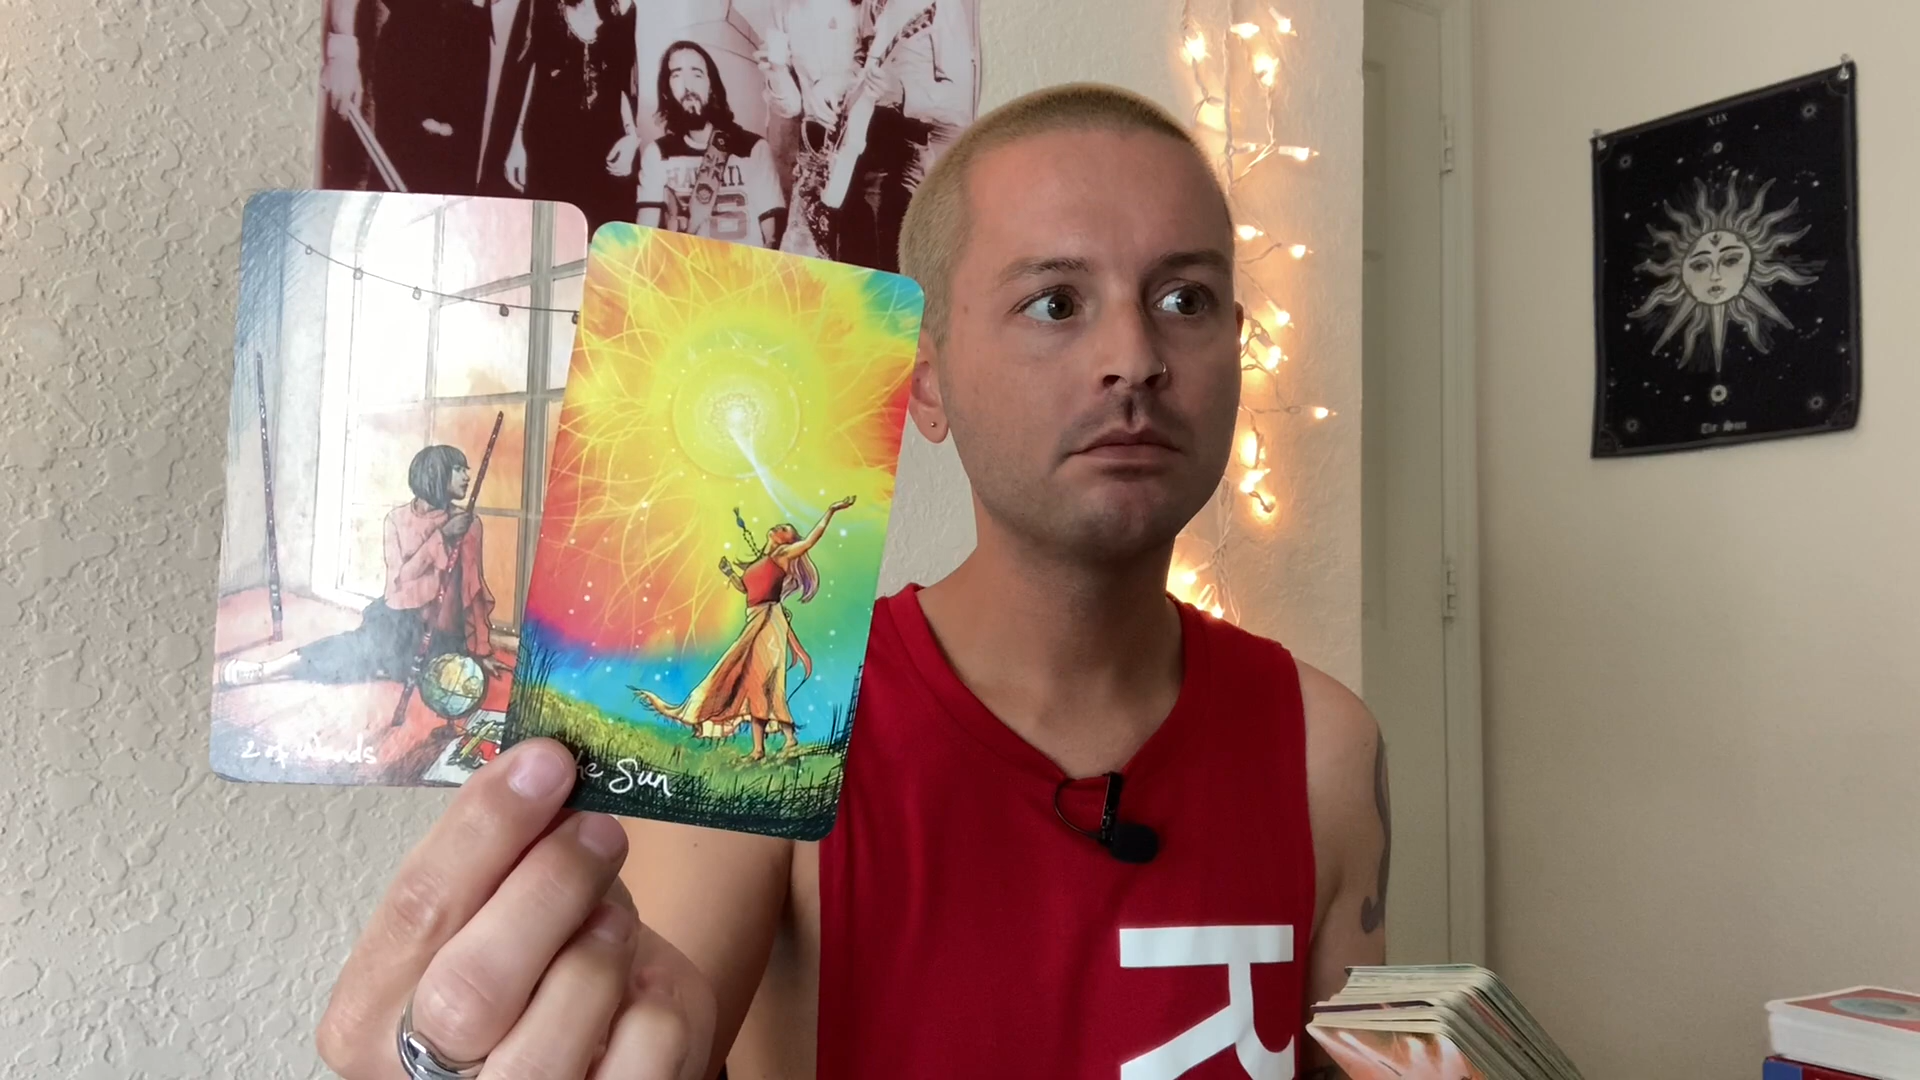 2 of Wands
the Sun
XIX
The Sun
R